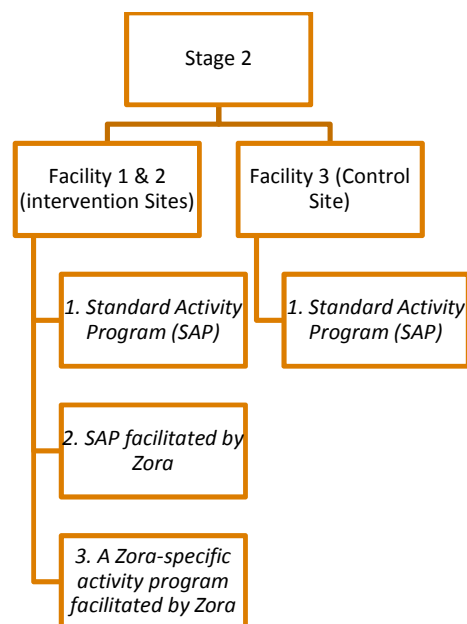 Stage 2
Facility 1 & 2
(intervention Sites)
Facility 3 (Control
Site)
1. Standard Activity
Program (SAP)
1. Standard Activity
Program (SAP)
2. SAP facilitated by
Zora
3. A Zora-specific
activity program
facilitated by Zora